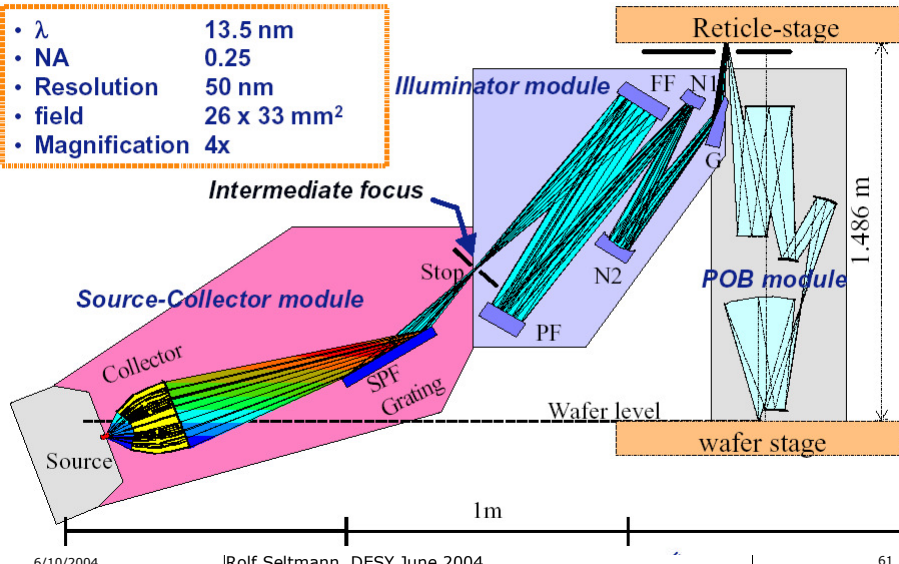 • λ 13.5 nm
• NA 0.25
• Resolution 50 nm
• field 26 x 33 mm²
• Magnification 4x
Reticle-stage
Illuminator module
FF
N1
G
Intermediate focus
Stop
N2
PF
1.486 m
POB module
Source-Collector module
Collector
SPF
Grating
Source
Wafer level
wafer stage
1m
6/10/2004
Rolf Seltmann, DESY June 2004
61